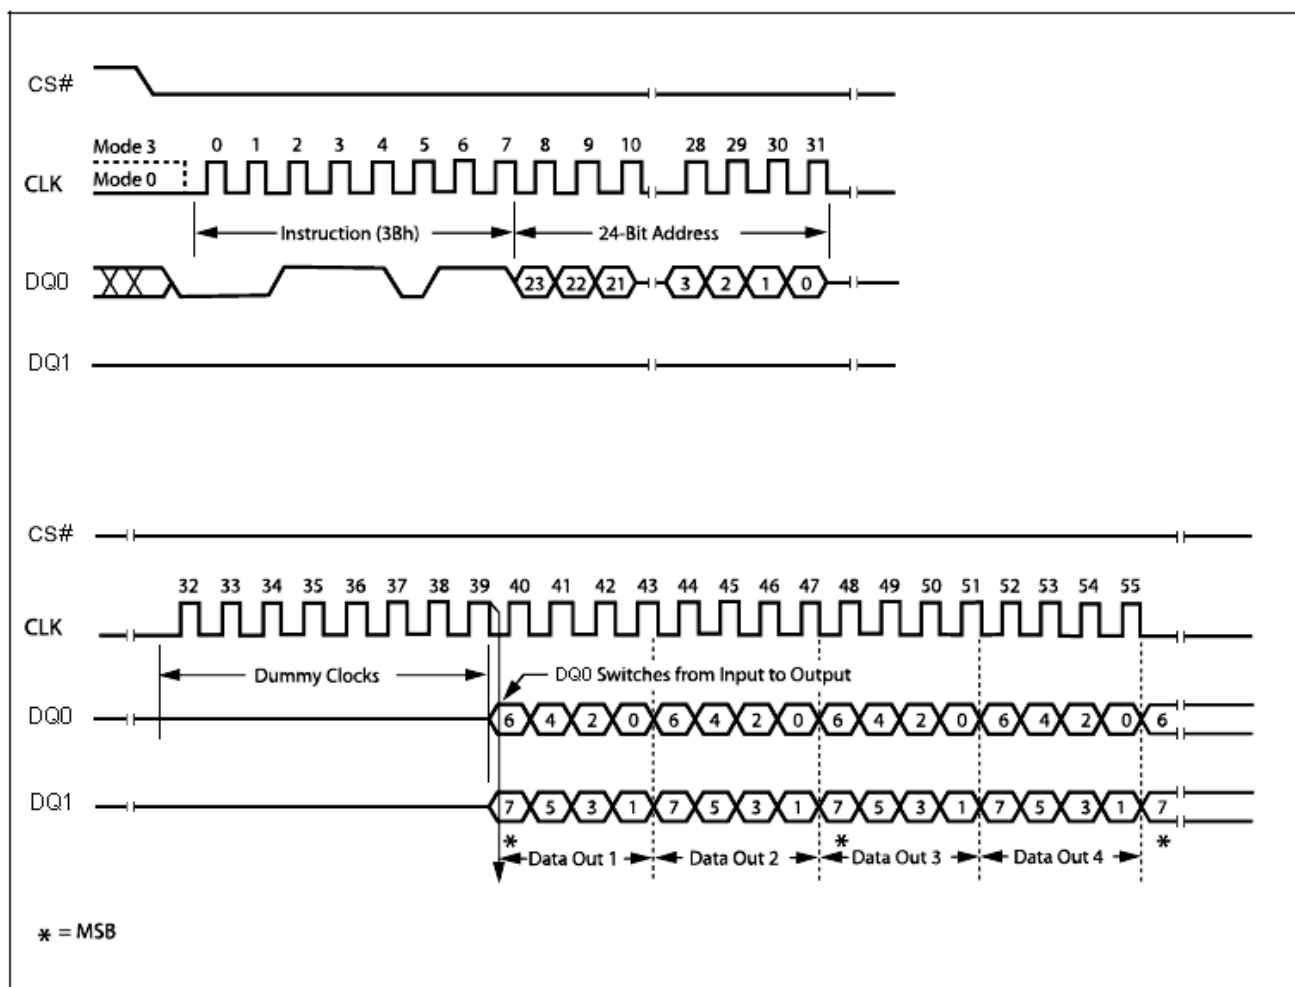 CS#
Mode 3
0 1 2 3 4 5 6 7 8 9 10 28 29 30 31
CLK
Mode 0
Instruction (3Bh) 24-Bit Address
DQ0 23 22 21 3 2 1 0
DQ1
CS#
32 33 34 35 36 37 38 39 40 41 42 43 44 45 46 47 48 49 50 51 52 53 54 55
CLK
Dummy Clocks DQ0 Switches from Input to Output
DQ0 6 4 2 0 6 4 2 0 6 4 2 0 6 4 2 0 6
DQ1 7 5 3 1 7 5 3 1 7 5 3 1 7 5 3 1 7
* * *
Data Out 1 Data Out 2 Data Out 3 Data Out 4
* = MSB